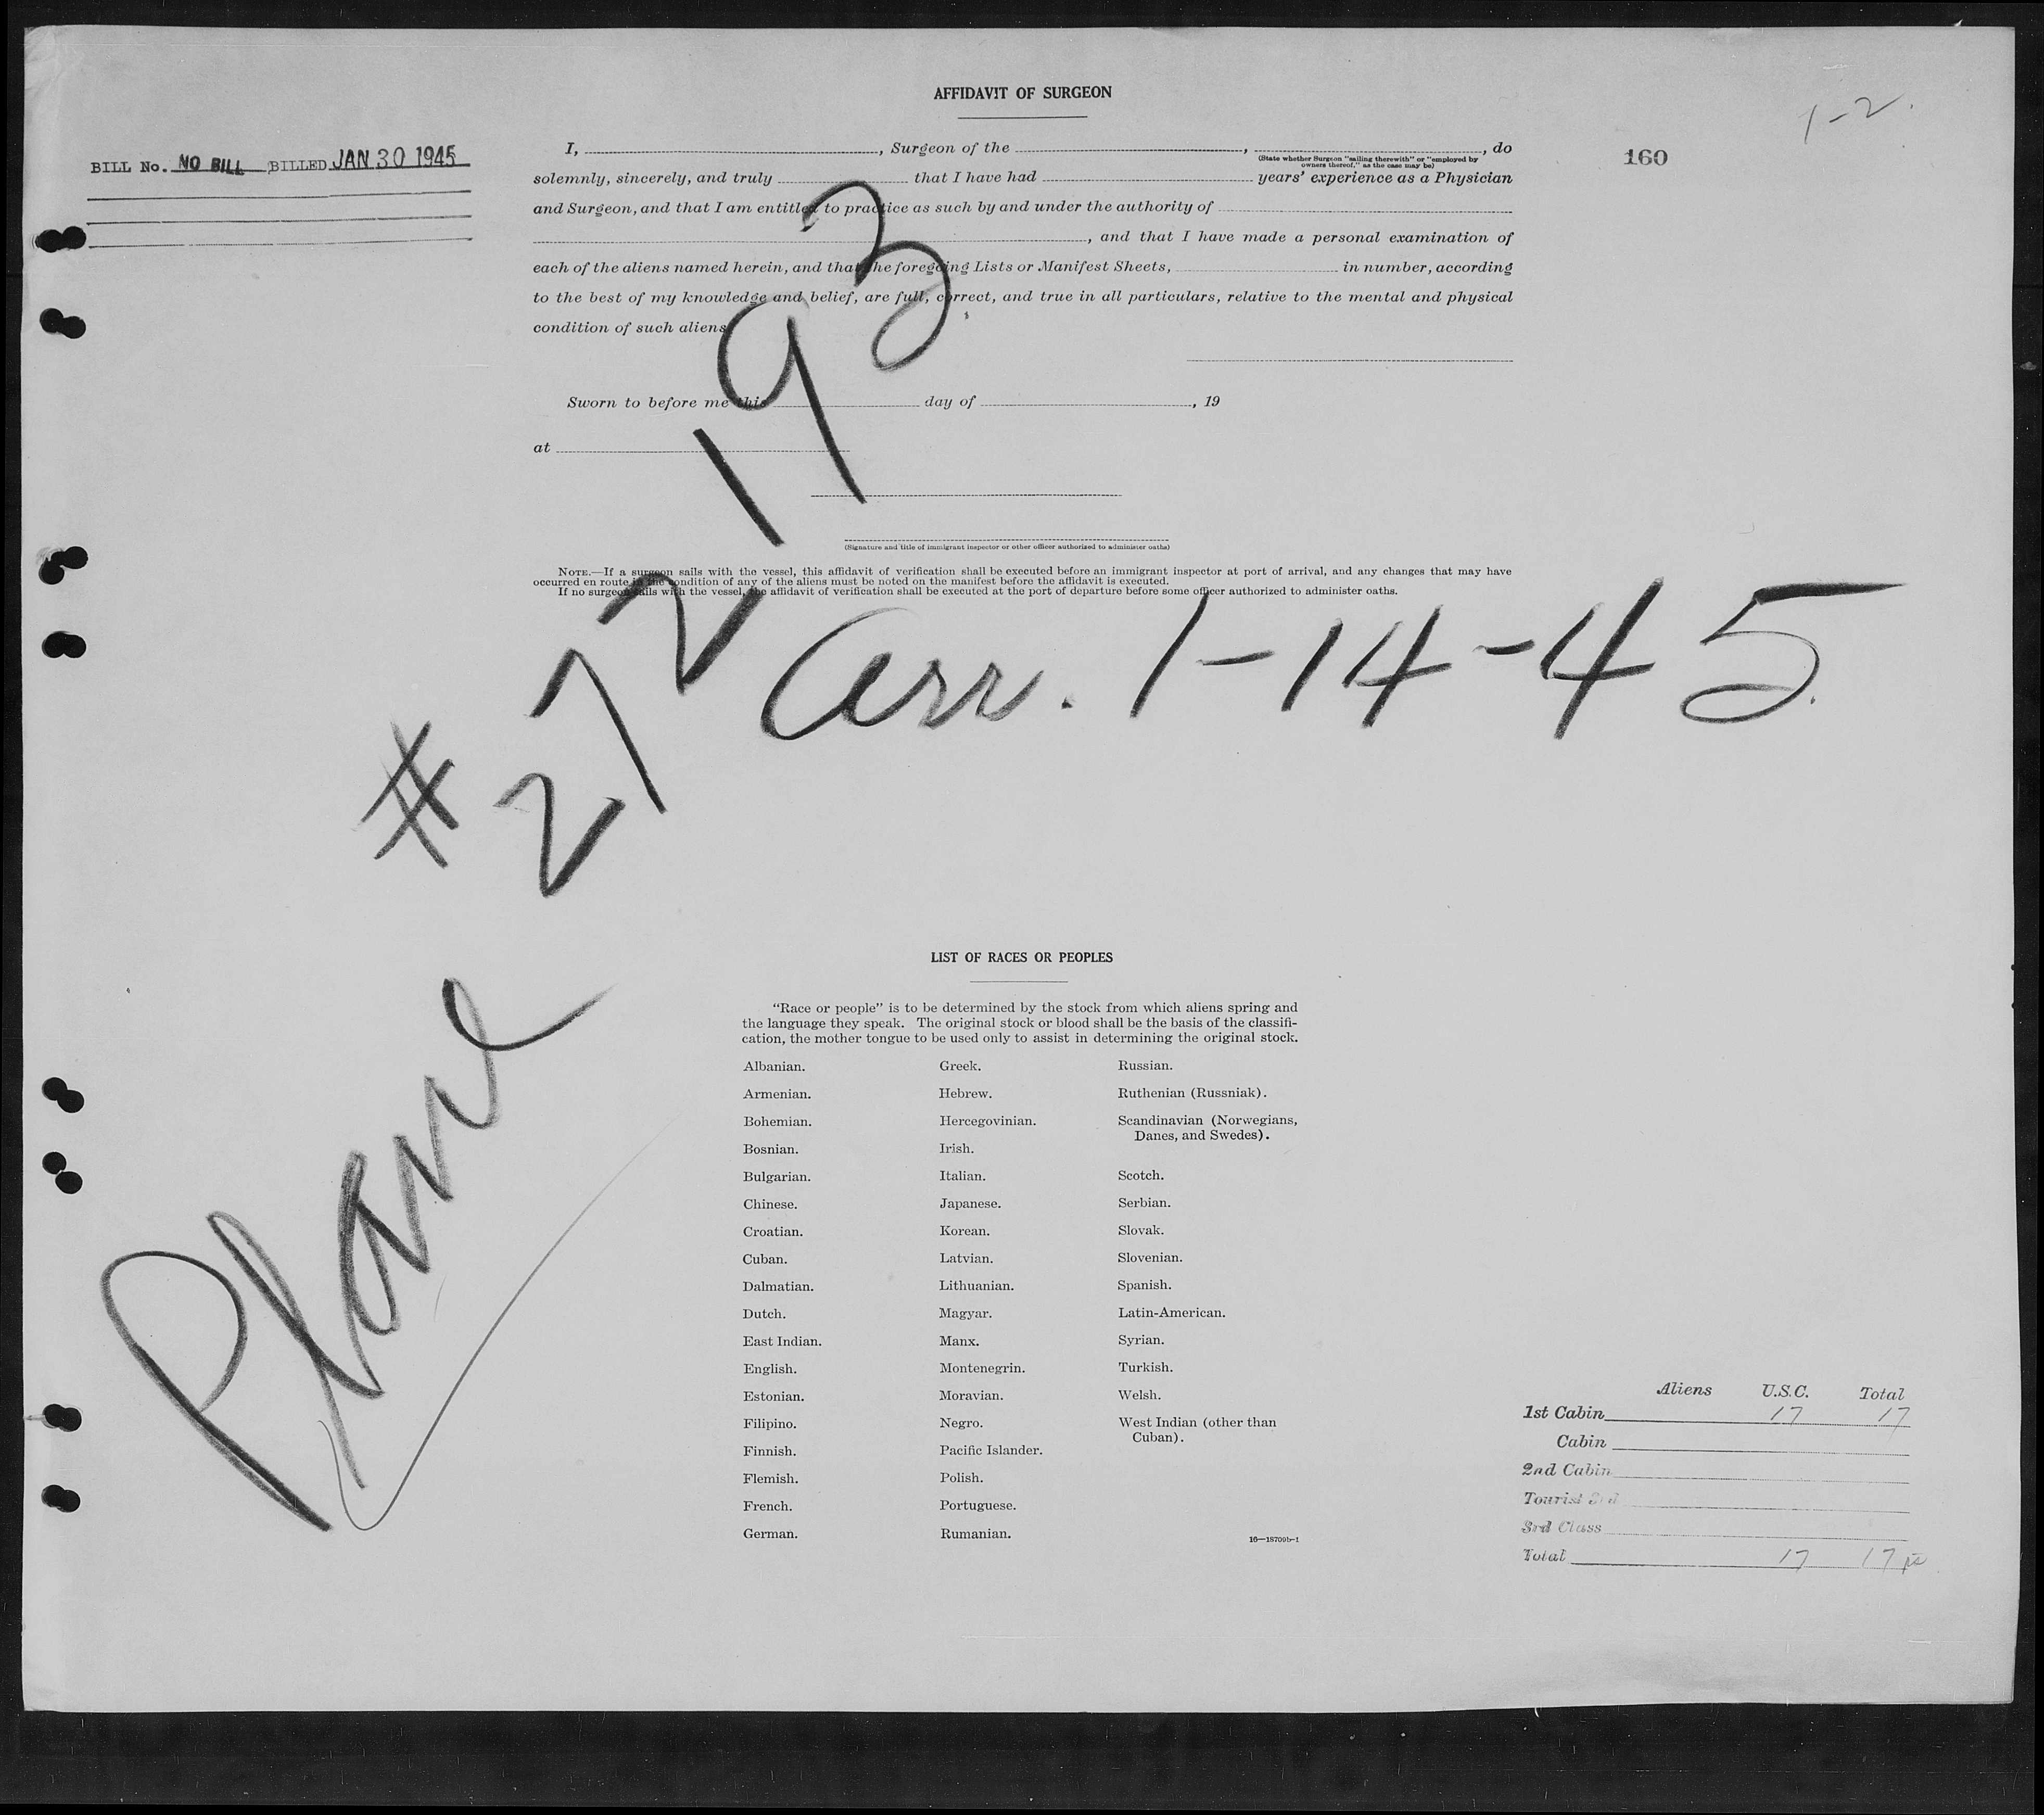 AFFIDAVIT OF SURGEON
1-2.
160
BILL No. NO BILL BILLED JAN 30 1945
I, , Surgeon of the , , do
(State whether Surgeon "sailing therewith" or "employed by
owners thereof," as the case may be)
solemnly, sincerely, and truly that I have had years' experience as a Physician
and Surgeon, and that I am entitled to practice as such by and under the authority of
, and that I have made a personal examination of
each of the aliens named herein, and that the foregoing Lists or Manifest Sheets, in number, according
to the best of my knowledge and belief, are full, correct, and true in all particulars, relative to the mental and physical
condition of such aliens
Sworn to before me this day of , 19
at
(Signature and title of immigrant inspector or other officer authorized to administer oaths)
NOTE.—If a surgeon sails with the vessel, this affidavit of verification shall be executed before an immigrant inspector at port of arrival, and any changes that may have
occurred en route in the condition of any of the aliens must be noted on the manifest before the affidavit is executed.
If no surgeon sails with the vessel, the affidavit of verification shall be executed at the port of departure before some officer authorized to administer oaths.
Plane # 272193
arr. 1-14-45.
LIST OF RACES OR PEOPLES
"Race or people" is to be determined by the stock from which aliens spring and
the language they speak. The original stock or blood shall be the basis of the classifi-
cation, the mother tongue to be used only to assist in determining the original stock.
Albanian.
Armenian.
Bohemian.
Bosnian.
Bulgarian.
Chinese.
Croatian.
Cuban.
Dalmatian.
Dutch.
East Indian.
English.
Estonian.
Filipino.
Finnish.
Flemish.
French.
German.
Greek.
Hebrew.
Hercegovinian.
Irish.
Italian.
Japanese.
Korean.
Latvian.
Lithuanian.
Magyar.
Manx.
Montenegrin.
Moravian.
Negro.
Pacific Islander.
Polish.
Portuguese.
Rumanian.
Russian.
Ruthenian (Russniak).
Scandinavian (Norwegians,
Danes, and Swedes).
Scotch.
Serbian.
Slovak.
Slovenian.
Spanish.
Latin-American.
Syrian.
Turkish.
Welsh.
West Indian (other than
Cuban).
16—18709b-1
Aliens U.S.C. Total
1st Cabin 17 17
Cabin
2nd Cabin
Tourist 3rd
3rd Class
Total 17 17